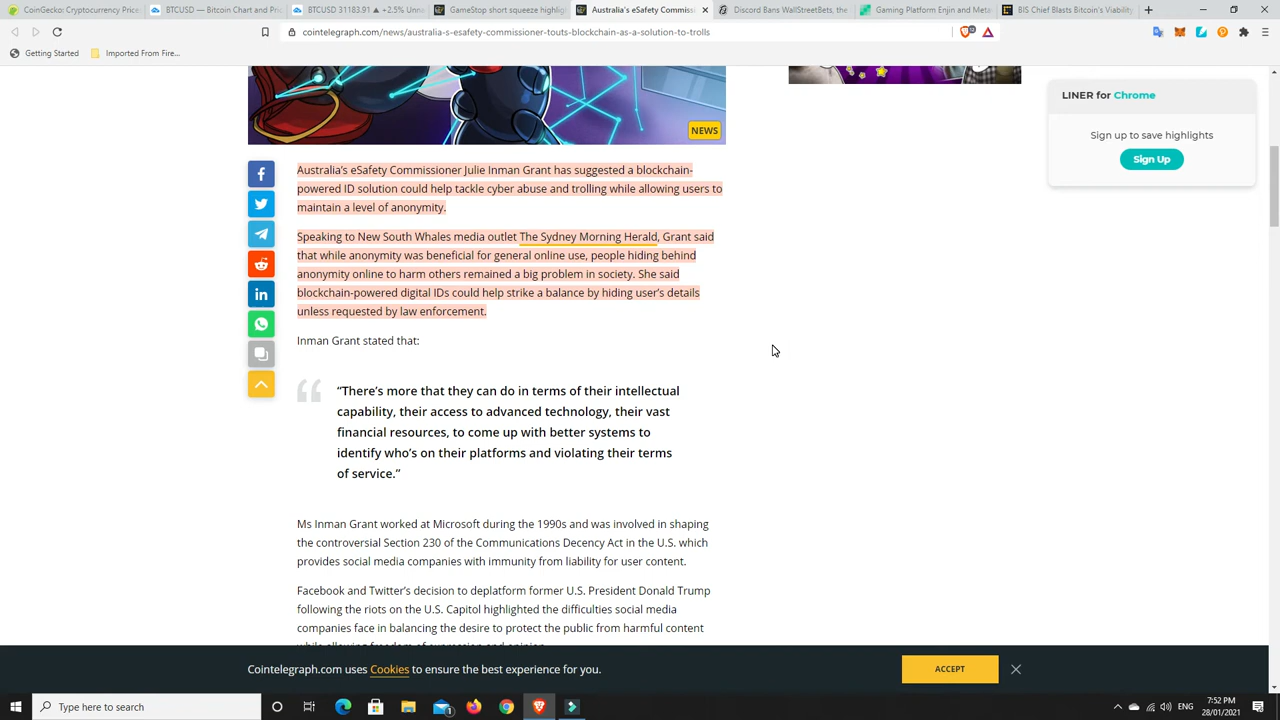 CoinGecko: Cryptocurrency Price
BTCUSD — Bitcoin Chart and Pri
BTCUSD 31183.91 ▲ +2.5% Unn
GameStop short squeeze highlig
Australia's eSafety Commiss
Discord Bans WallStreetBets, the
Gaming Platform Enjin and Meta
BIS Chief Blasts Bitcoin's Viability
cointelegraph.com/news/australia-s-esafety-commissioner-touts-blockchain-as-a-solution-to-trolls
Getting Started
Imported From Fire...
NEWS
LINER for Chrome
Sign up to save highlights
Sign Up
Australia's eSafety Commissioner Julie Inman Grant has suggested a blockchain-
powered ID solution could help tackle cyber abuse and trolling while allowing users to
maintain a level of anonymity.
Speaking to New South Wales media outlet The Sydney Morning Herald, Grant said
that while anonymity was beneficial for general online use, people hiding behind
anonymity online to harm others remained a big problem in society. She said
blockchain-powered digital IDs could help strike a balance by hiding user's details
unless requested by law enforcement.
Inman Grant stated that:
“There's more that they can do in terms of their intellectual
capability, their access to advanced technology, their vast
financial resources, to come up with better systems to
identify who's on their platforms and violating their terms
of service.”
Ms Inman Grant worked at Microsoft during the 1990s and was involved in shaping
the controversial Section 230 of the Communications Decency Act in the U.S. which
provides social media companies with immunity from liability for user content.
Facebook and Twitter's decision to deplatform former U.S. President Donald Trump
following the riots on the U.S. Capitol highlighted the difficulties social media
companies face in balancing the desire to protect the public from harmful content
while allowing freedom of expression and opinion.
Cointelegraph.com uses Cookies to ensure the best experience for you.
ACCEPT
Type here to search
ENG
7:52 PM
28/01/2021